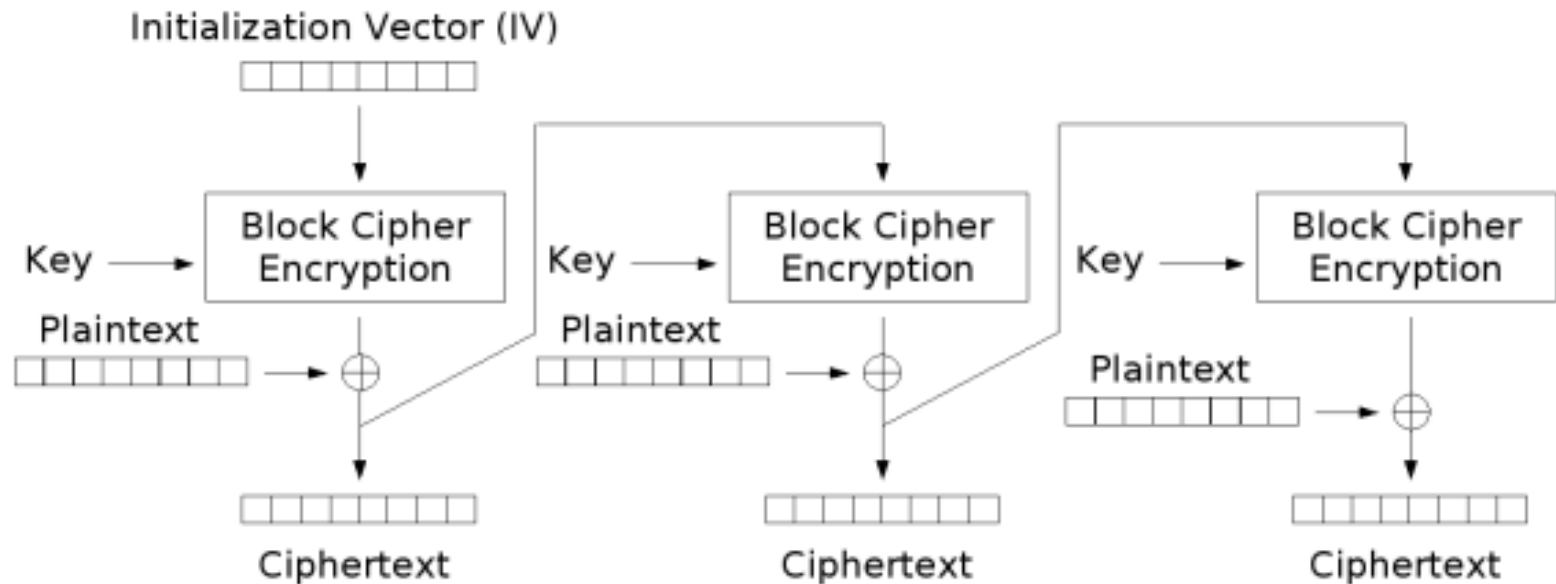 Initialization Vector (IV)
Block Cipher
Encryption
Key
Plaintext
Ciphertext
Block Cipher
Encryption
Key
Plaintext
Ciphertext
Block Cipher
Encryption
Key
Plaintext
Ciphertext